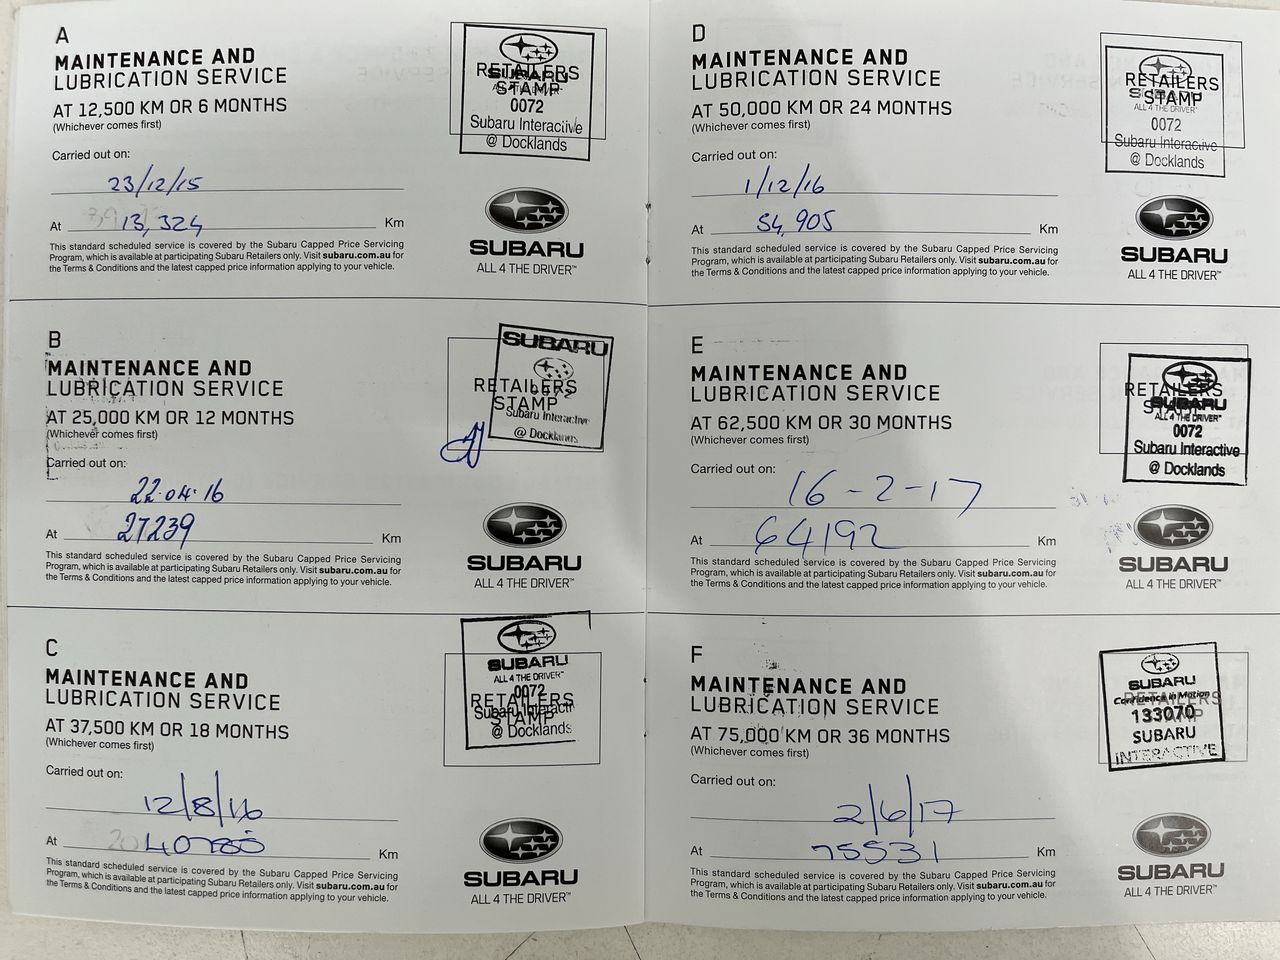 A
MAINTENANCE AND
LUBRICATION SERVICE
AT 12,500 KM OR 6 MONTHS
(Whichever comes first)
Carried out on:
23/12/15
At 13,324 Km
This standard scheduled service is covered by the Subaru Capped Price Servicing
Program, which is available at participating Subaru Retailers only. Visit subaru.com.au for
the Terms & Conditions and the latest capped price information applying to your vehicle.
RETAILERS
STAMP
SUBARU
0072
Subaru Interactive
@ Docklands
SUBARU
ALL 4 THE DRIVER™
B
MAINTENANCE AND
LUBRICATION SERVICE
AT 25,000 KM OR 12 MONTHS
(Whichever comes first)
Carried out on:
22·04·16
At 27239 Km
This standard scheduled service is covered by the Subaru Capped Price Servicing
Program, which is available at participating Subaru Retailers only. Visit subaru.com.au for
the Terms & Conditions and the latest capped price information applying to your vehicle.
SUBARU
RETAILERS
0072
STAMP
Subaru Interactive
@ Docklands
SUBARU
ALL 4 THE DRIVER™
C
MAINTENANCE AND
LUBRICATION SERVICE
AT 37,500 KM OR 18 MONTHS
(Whichever comes first)
Carried out on:
12/8/16
At Km
This standard scheduled service is covered by the Subaru Capped Price Servicing
Program, which is available at participating Subaru Retailers only. Visit subaru.com.au for
the Terms & Conditions and the latest capped price information applying to your vehicle.
SUBARU
ALL 4 THE DRIVER™
0072
RETAILERS
Subaru Interactiv
STAMP
@ Docklands
SUBARU
ALL 4 THE DRIVER™
D
MAINTENANCE AND
LUBRICATION SERVICE
AT 50,000 KM OR 24 MONTHS
(Whichever comes first)
Carried out on:
1/12/16
At 54,905 Km
This standard scheduled service is covered by the Subaru Capped Price Servicing
Program, which is available at participating Subaru Retailers only. Visit subaru.com.au for
the Terms & Conditions and the latest capped price information applying to your vehicle.
RETAILERS
SUBARU
STAMP
ALL 4 THE DRIVER™
0072
Subaru Interactive
@ Docklands
SUBARU
ALL 4 THE DRIVER™
E
MAINTENANCE AND
LUBRICATION SERVICE
AT 62,500 KM OR 30 MONTHS
(Whichever comes first)
Carried out on:
16-2-17
At 64192 Km
This standard scheduled service is covered by the Subaru Capped Price Servicing
Program, which is available at participating Subaru Retailers only. Visit subaru.com.au for
the Terms & Conditions and the latest capped price information applying to your vehicle.
RETAILERS
SUBARU
STAMP
ALL 4 THE DRIVER™
0072
Subaru Interactive
@ Docklands
SUBARU
ALL 4 THE DRIVER™
F
MAINTENANCE AND
LUBRICATION SERVICE
AT 75,000 KM OR 36 MONTHS
(Whichever comes first)
Carried out on:
2/6/17
At 75531 Km
This standard scheduled service is covered by the Subaru Capped Price Servicing
Program, which is available at participating Subaru Retailers only. Visit subaru.com.au for
the Terms & Conditions and the latest capped price information applying to your vehicle.
SUBARU
Confidence in Motion
RETAILERS
133070
STAMP
SUBARU
INTERACTIVE
SUBARU
ALL 4 THE DRIVER™